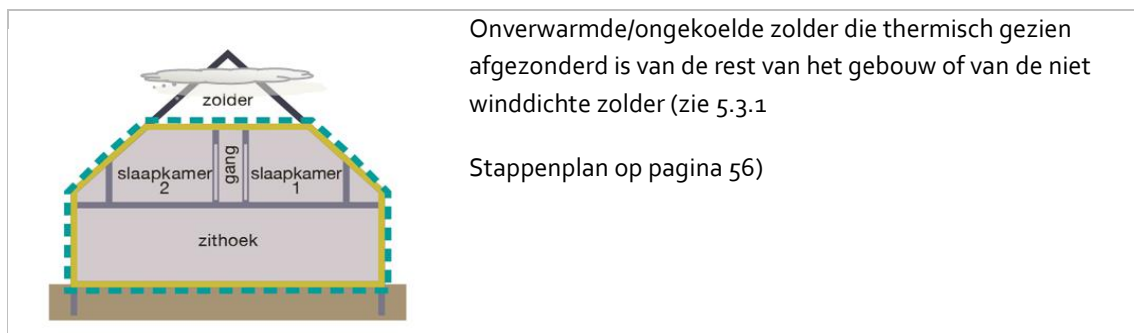 Onverwarmde/ongekoelde zolder die thermisch gezien
afgezonderd is van de rest van het gebouw of van de niet
winddichte zolder (zie 5.3.1
Stappenplan op pagina 56)
zolder
slaapkamer
2
gang
slaapkamer
1
zithoek